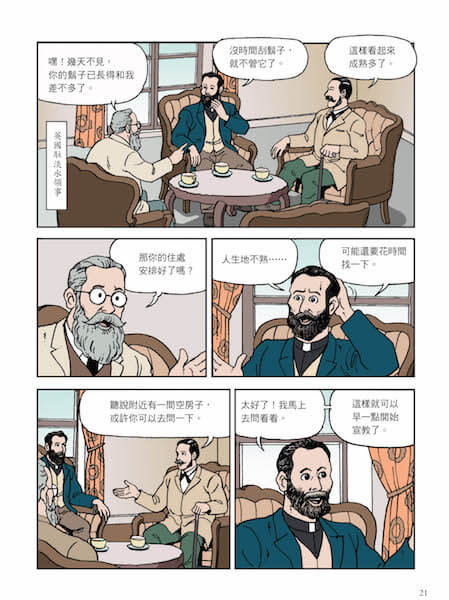 嘿！幾天不見，
你的鬍子已長得和我
差不多了。
沒時間刮鬍子，
就不管它了。
這樣看起來
成熟多了。
英國駐淡水領事
那你的住處
安排好了嗎？
人生地不熟⋯⋯
可能還要花時間
找一下。
聽說附近有一間空房子，
或許你可以去問一下。
太好了！我馬上
去問看看。
這樣就可以
早一點開始
宣教了。
21